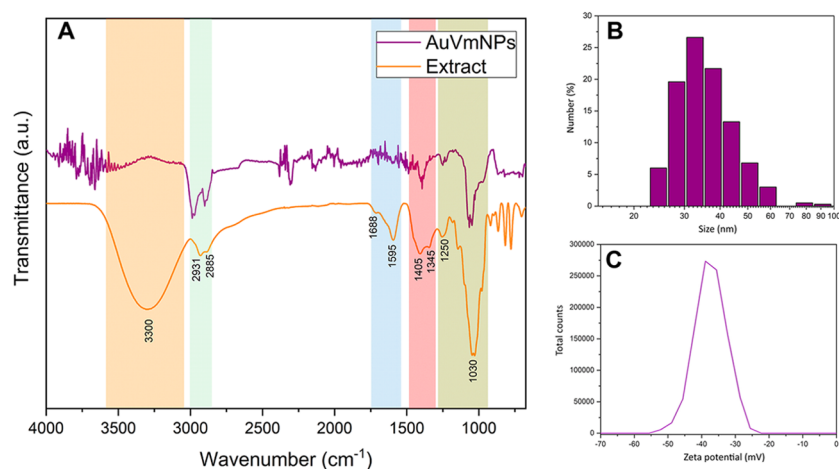 A
AuVmNPs
Extract
Transmittance (a.u.)
3300
2931
2885
1688
1595
1405
1345
1250
1030
4000 3500 3000 2500 2000 1500 1000
Wavenumber (cm⁻¹)
B
Number (%)
30
25
20
15
10
5
0
20 30 40 50 60 70 80 90 100
Size (nm)
C
Total counts
300000
250000
200000
150000
100000
50000
0
-70 -60 -50 -40 -30 -20 -10 0
Zeta potential (mV)